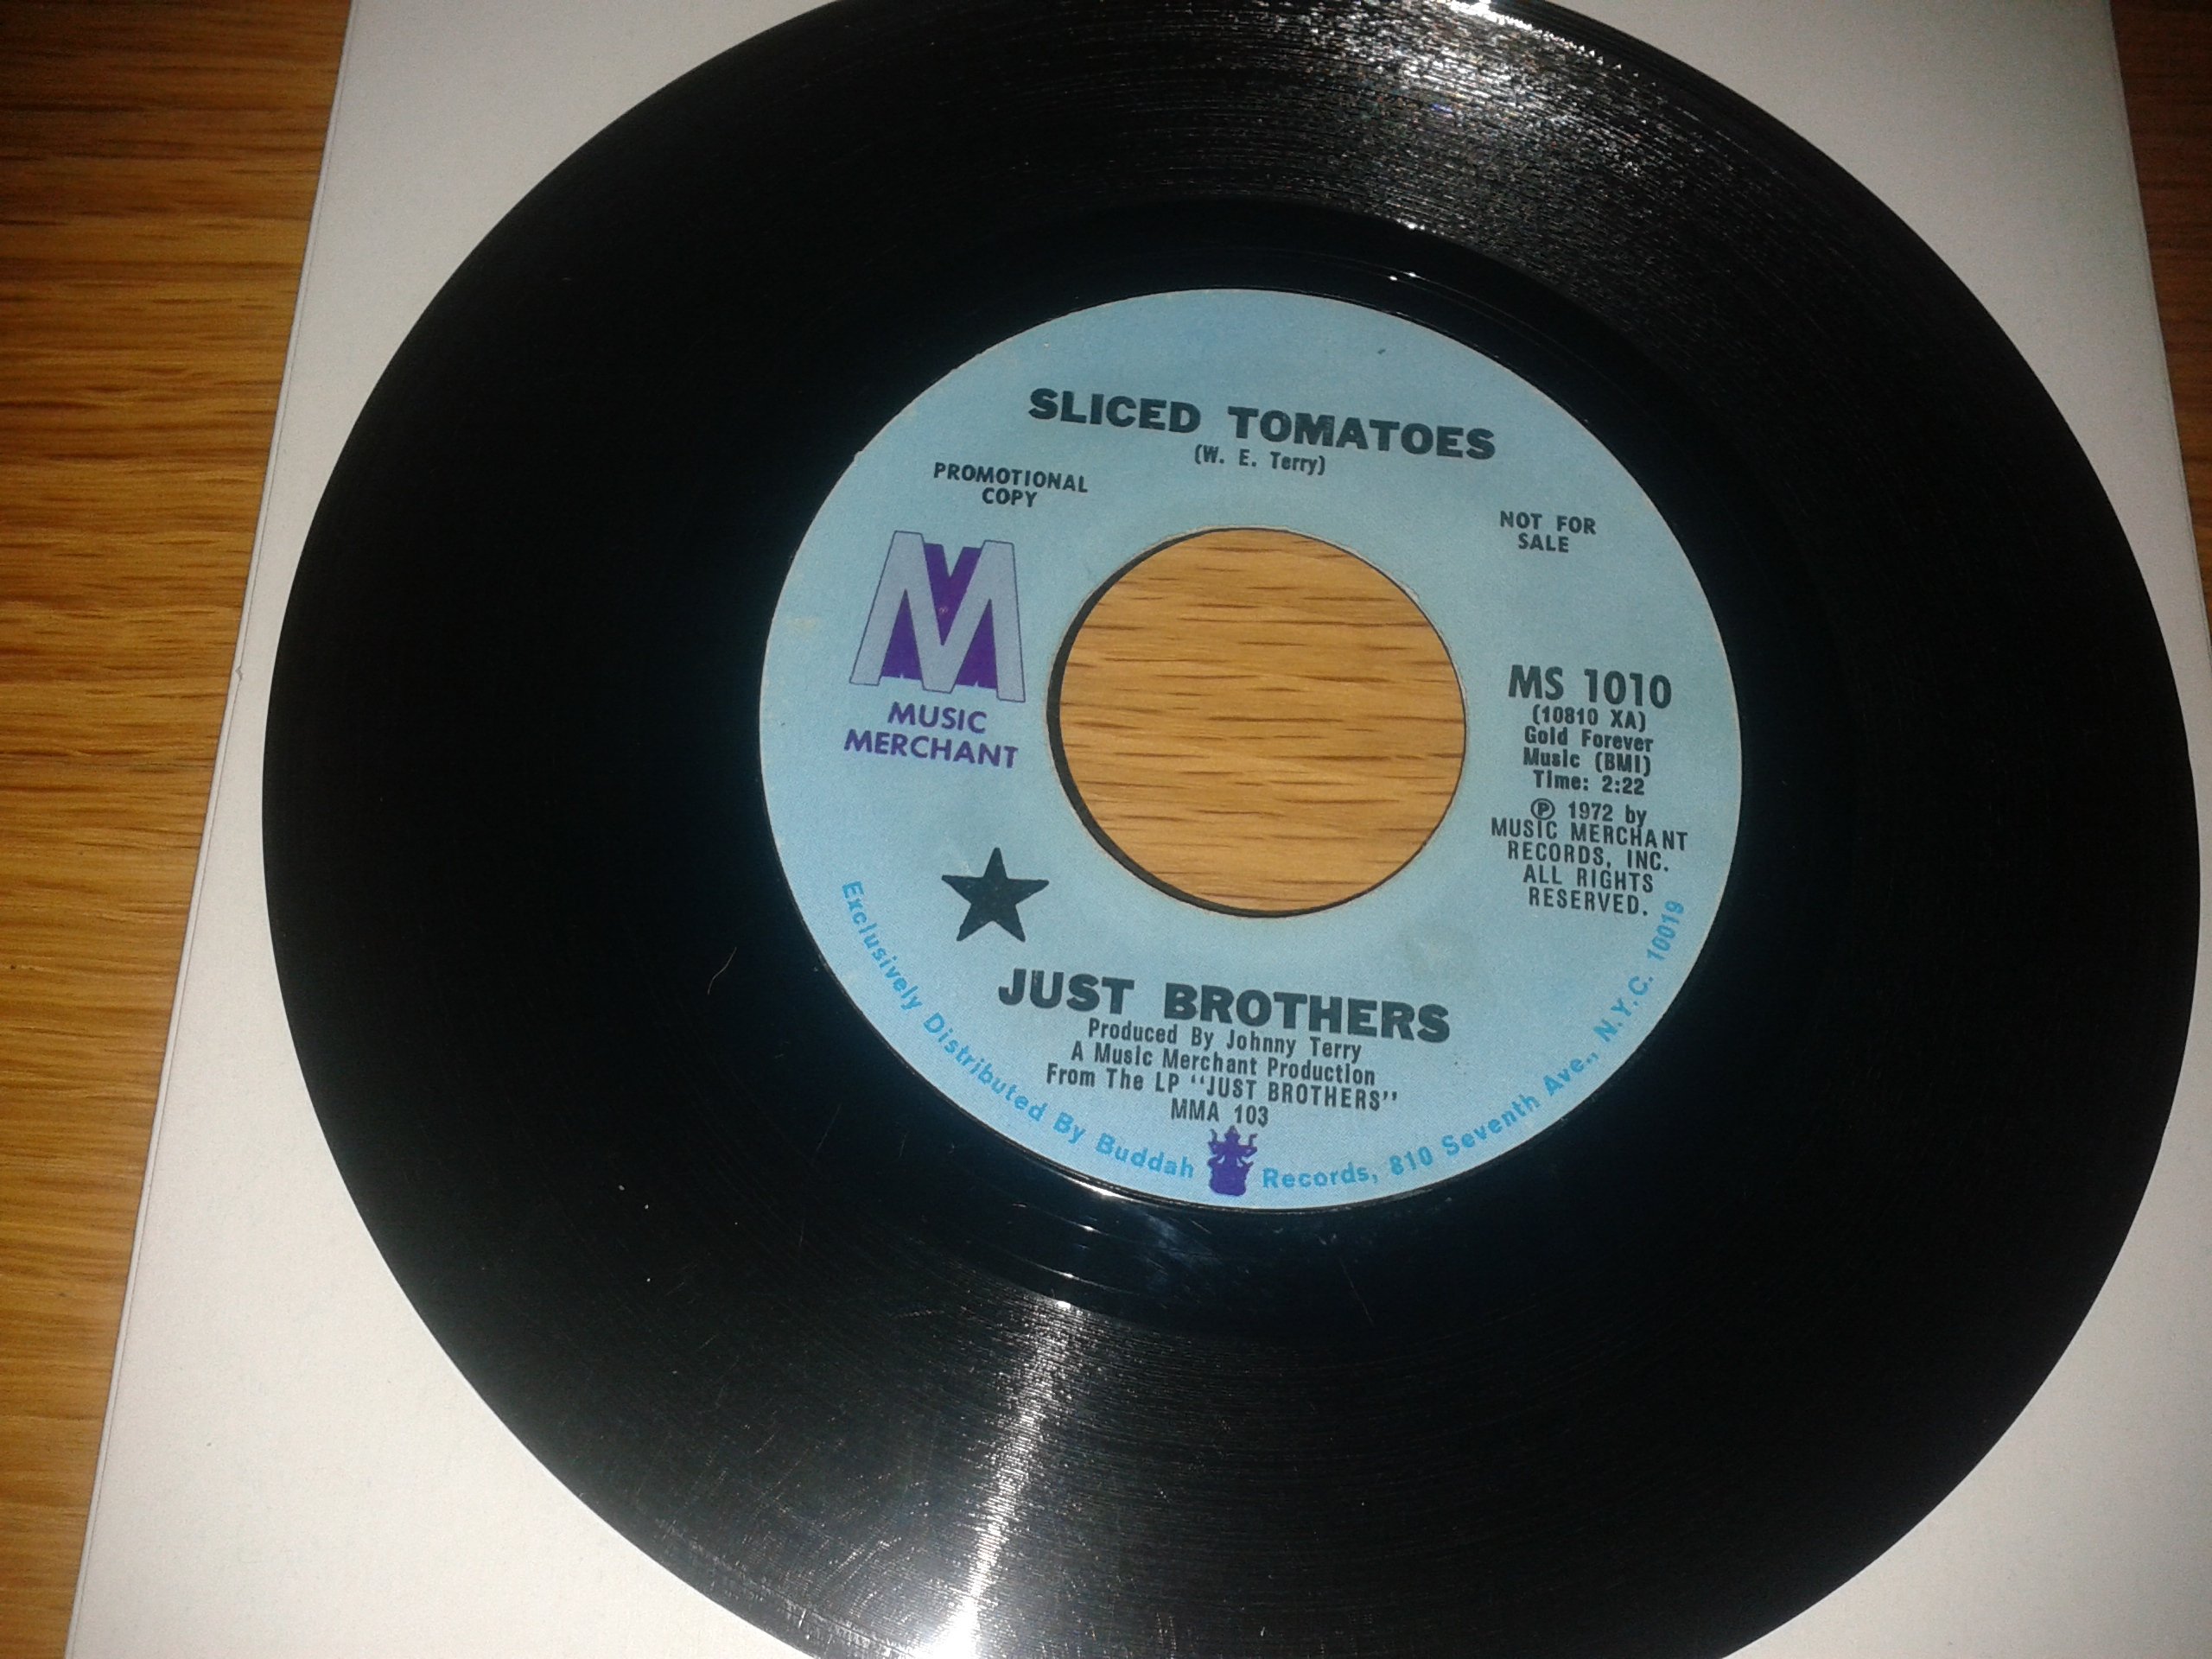 SLICED TOMATOES
(W. E. Terry)
PROMOTIONAL
COPY
NOT FOR
SALE
MUSIC
MERCHANT
MS 1010
(10810 XA)
Gold Forever
Music (BMI)
Time: 2:22
℗ 1972 by
MUSIC MERCHANT
RECORDS, INC.
ALL RIGHTS
RESERVED.
JUST BROTHERS
Produced By Johnny Terry
A Music Merchant Production
From The LP "JUST BROTHERS"
MMA 103
Exclusively Distributed By Buddah Records, 810 Seventh Ave., N.Y.C. 10019